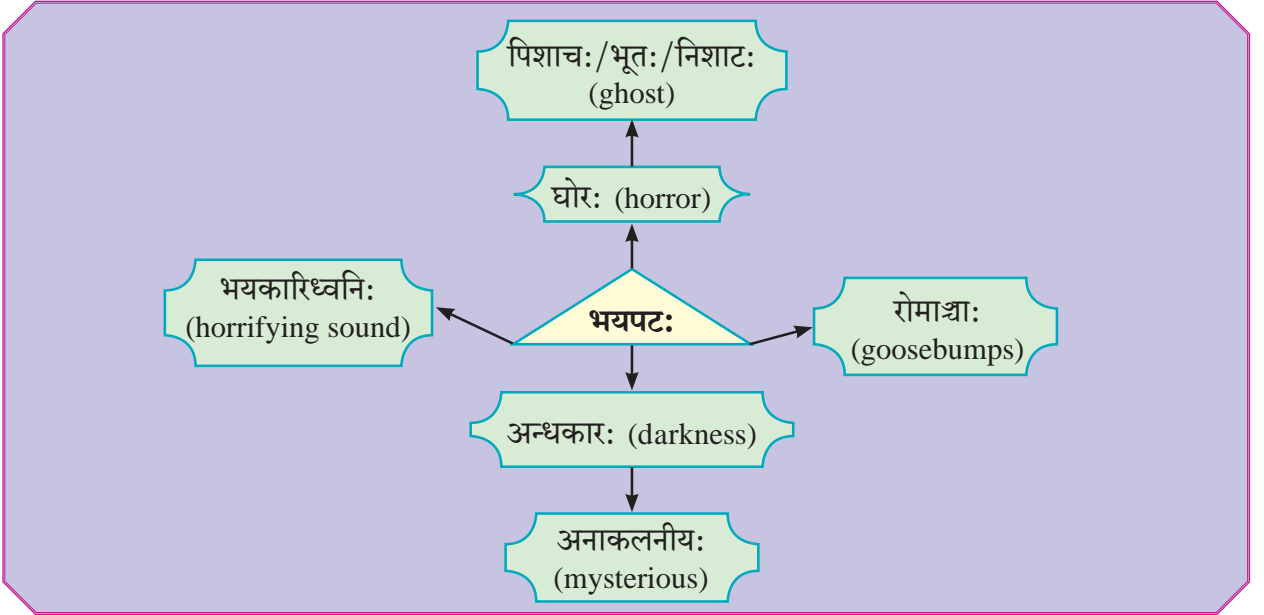 पिशाच:/भूत:/निशाट:
(ghost)
घोर: (horror)
भयकारिध्वनि:
(horrifying sound)
भयपट:
रोमाञ्चा:
(goosebumps)
अन्धकार: (darkness)
अनाकलनीय:
(mysterious)